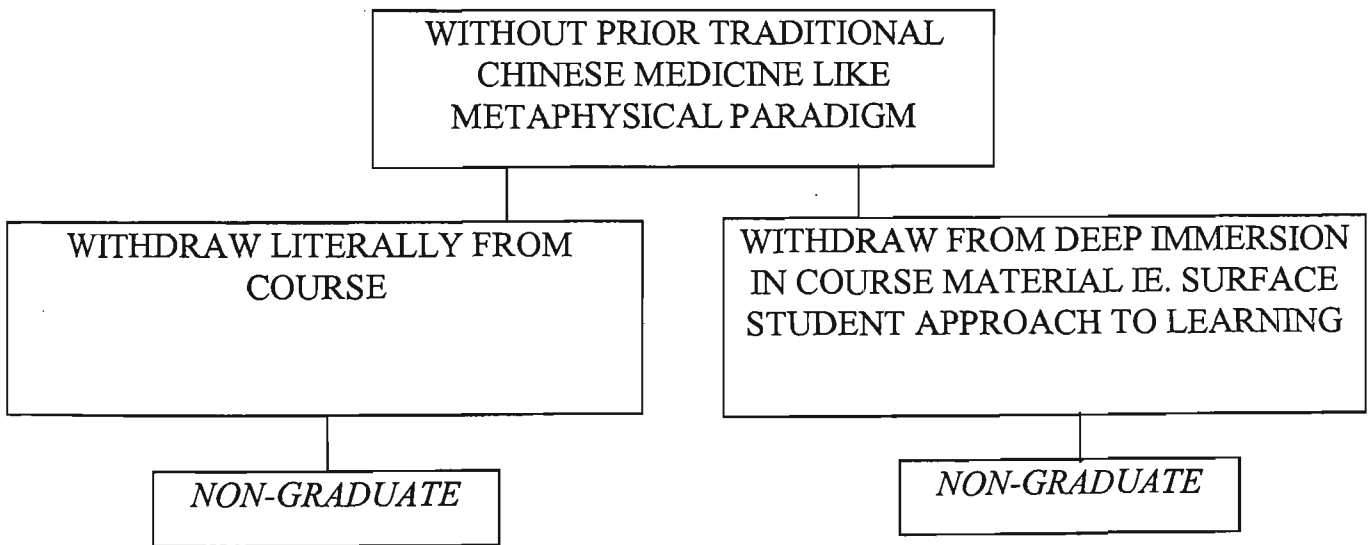 WITHOUT PRIOR TRADITIONAL
CHINESE MEDICINE LIKE
METAPHYSICAL PARADIGM
WITHDRAW LITERALLY FROM
COURSE
WITHDRAW FROM DEEP IMMERSION
IN COURSE MATERIAL IE. SURFACE
STUDENT APPROACH TO LEARNING
NON-GRADUATE
NON-GRADUATE